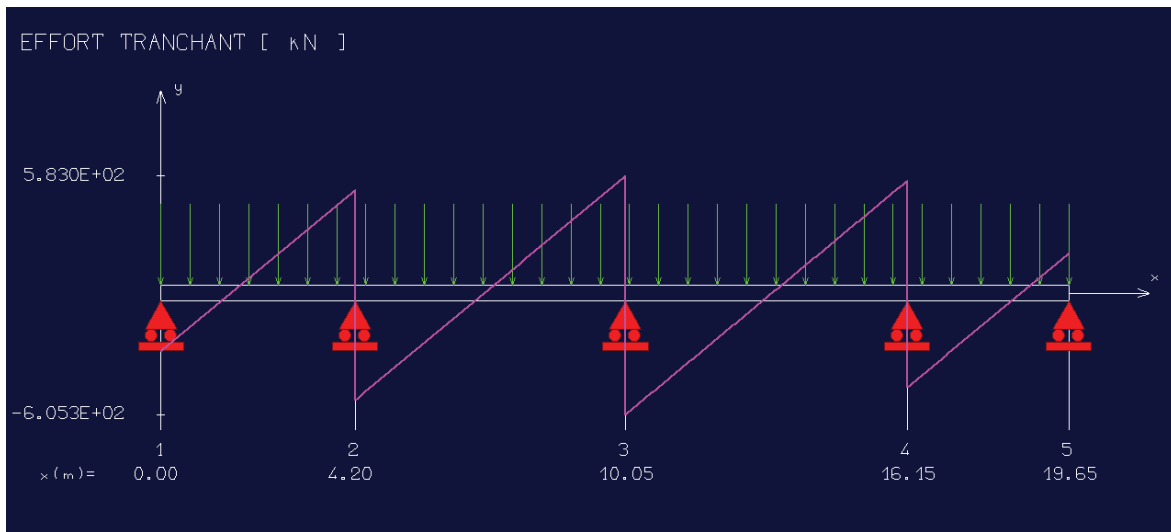 EFFORT TRANCHANT [ kN ]
y
5.830E+02
x
-6.053E+02
1 2 3 4 5
x(m)= 0.00 4.20 10.05 16.15 19.65